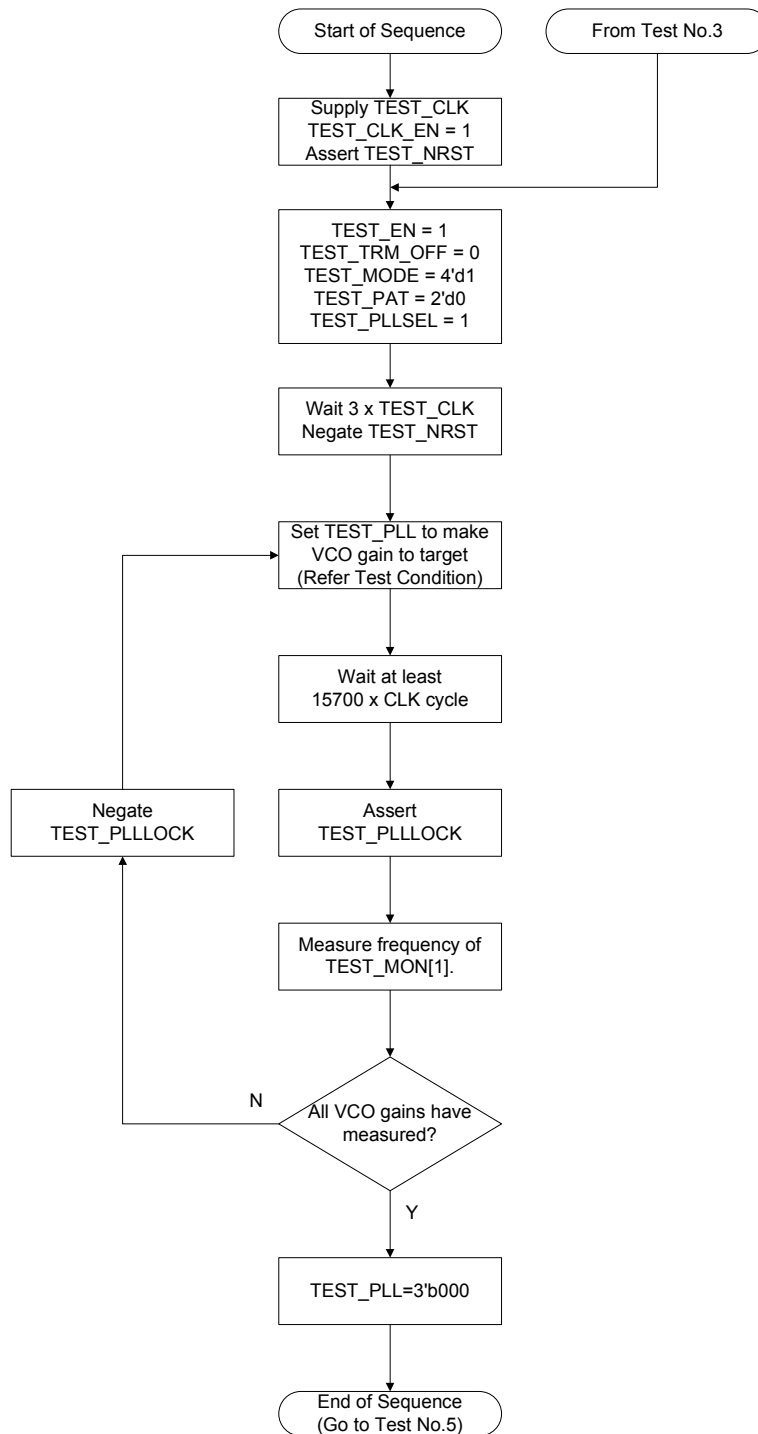 Start of Sequence
From Test No.3
Supply TEST_CLK
TEST_CLK_EN = 1
Assert TEST_NRST
TEST_EN = 1
TEST_TRM_OFF = 0
TEST_MODE = 4'd1
TEST_PAT = 2'd0
TEST_PLLSEL = 1
Wait 3 x TEST_CLK
Negate TEST_NRST
Set TEST_PLL to make
VCO gain to target
(Refer Test Condition)
Wait at least
15700 x CLK cycle
Negate
TEST_PLLLOCK
Assert
TEST_PLLLOCK
Measure frequency of
TEST_MON[1].
N
All VCO gains have
measured?
Y
TEST_PLL=3'b000
End of Sequence
(Go to Test No.5)